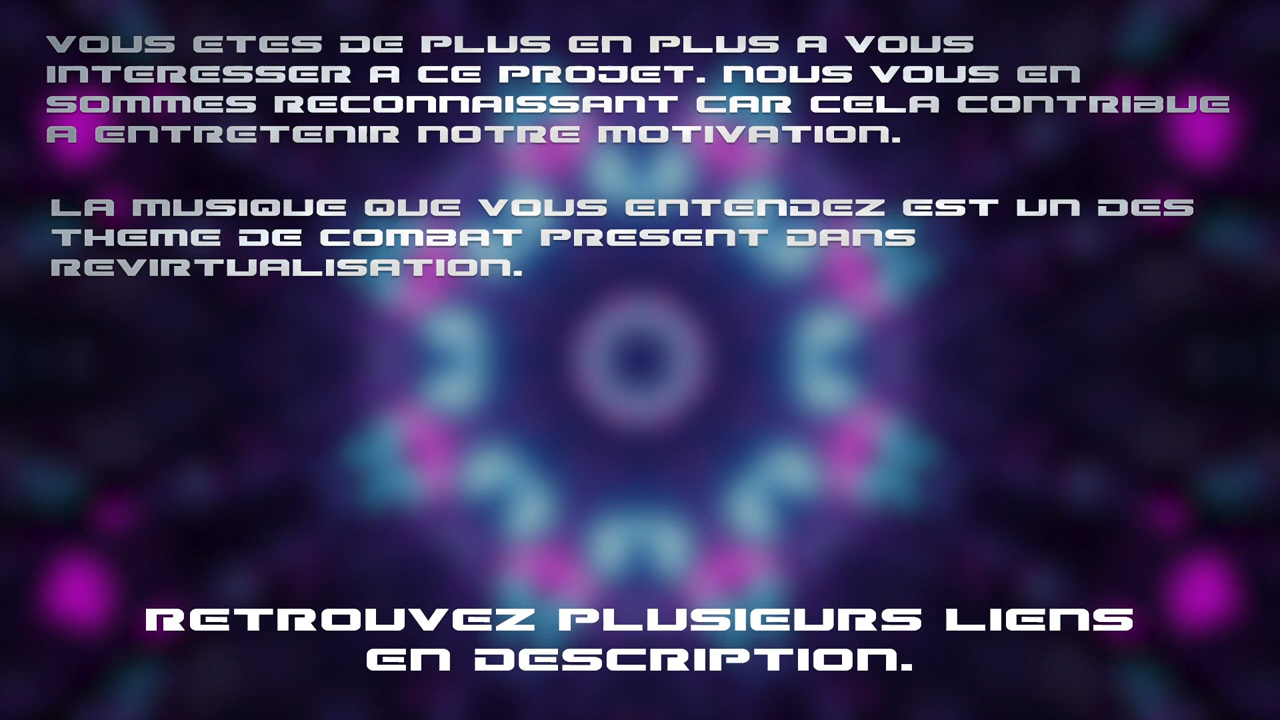 VOUS ETES DE PLUS EN PLUS A VOUS
INTERESSER A CE PROJET. NOUS VOUS EN
SOMMES RECONNAISSANT CAR CELA CONTRIBUE
A ENTRETENIR NOTRE MOTIVATION.
LA MUSIQUE QUE VOUS ENTENDEZ EST UN DES
THEME DE COMBAT PRESENT DANS
REVIRTUALISATION.
RETROUVEZ PLUSIEURS LIENS
EN DESCRIPTION.